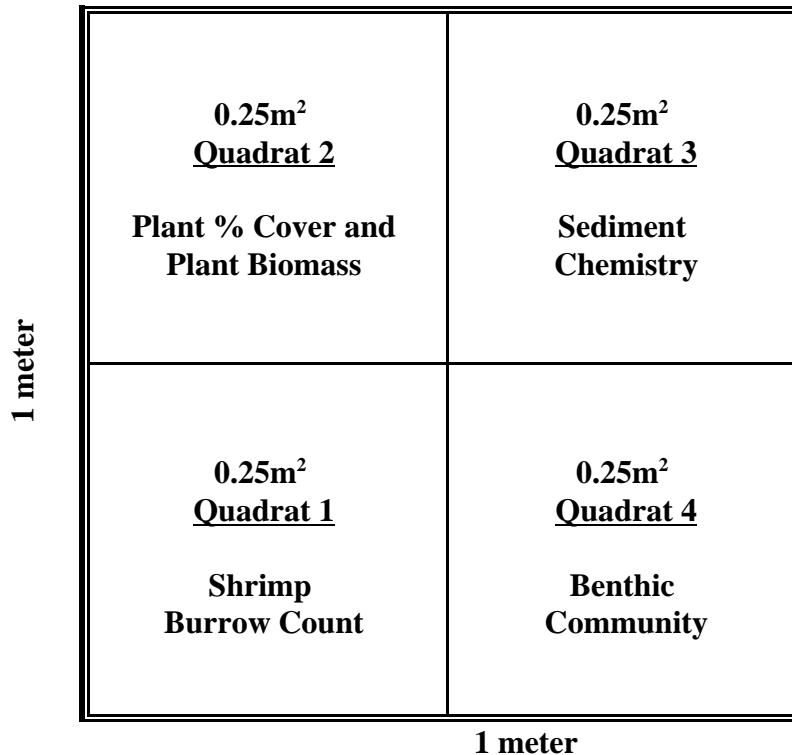 0.25m²
Quadrat 2
Plant % Cover and
Plant Biomass
0.25m²
Quadrat 3
Sediment
Chemistry
1 meter
0.25m²
Quadrat 1
Shrimp
Burrow Count
0.25m²
Quadrat 4
Benthic
Community
1 meter